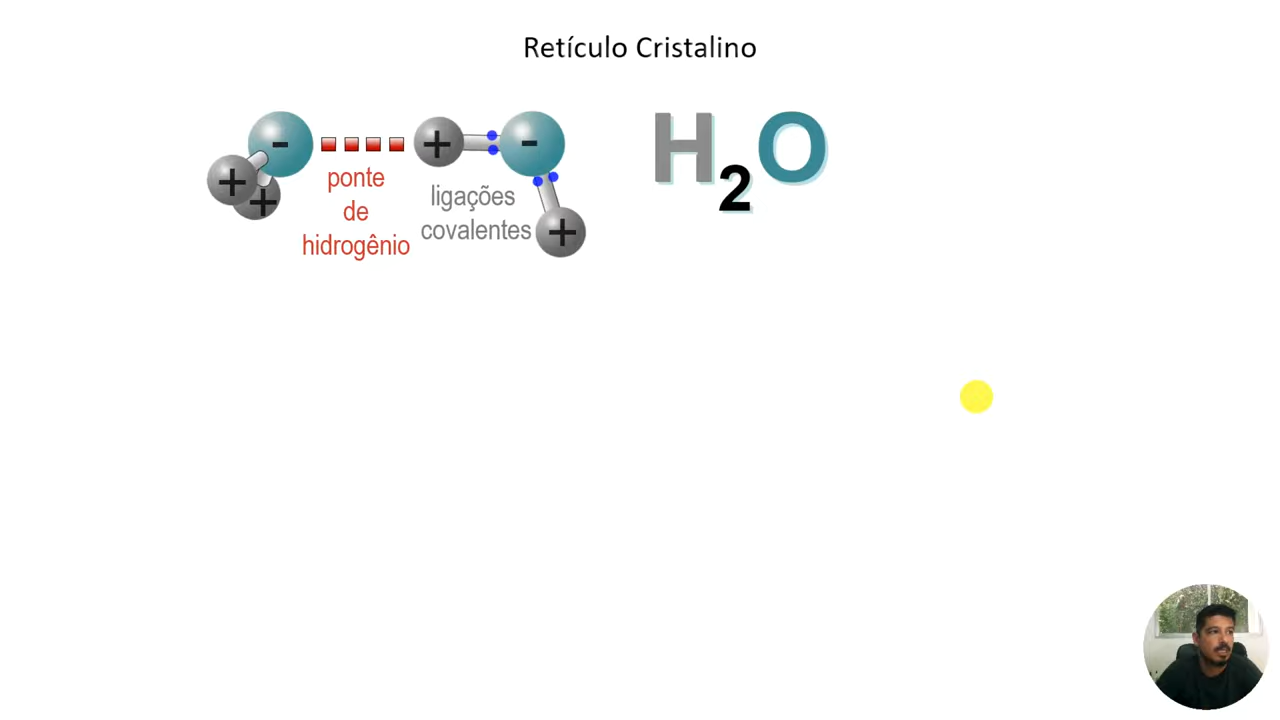 Retículo Cristalino
- + -
+ +
ponte
de
hidrogênio
ligações
covalentes
+
H2O